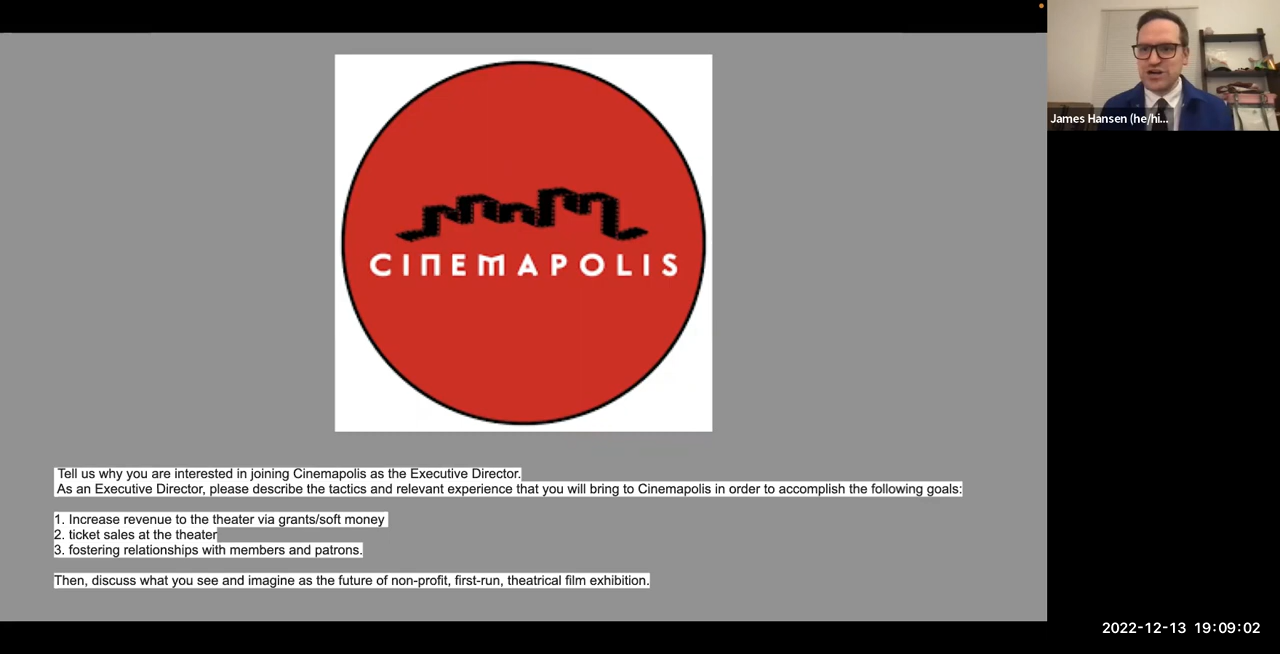 CINEMAPOLIS
James Hansen (he/hi...
Tell us why you are interested in joining Cinemapolis as the Executive Director.
As an Executive Director, please describe the tactics and relevant experience that you will bring to Cinemapolis in order to accomplish the following goals:
1. Increase revenue to the theater via grants/soft money
2. ticket sales at the theater
3. fostering relationships with members and patrons.
Then, discuss what you see and imagine as the future of non-profit, first-run, theatrical film exhibition.
2022-12-13 19:09:02